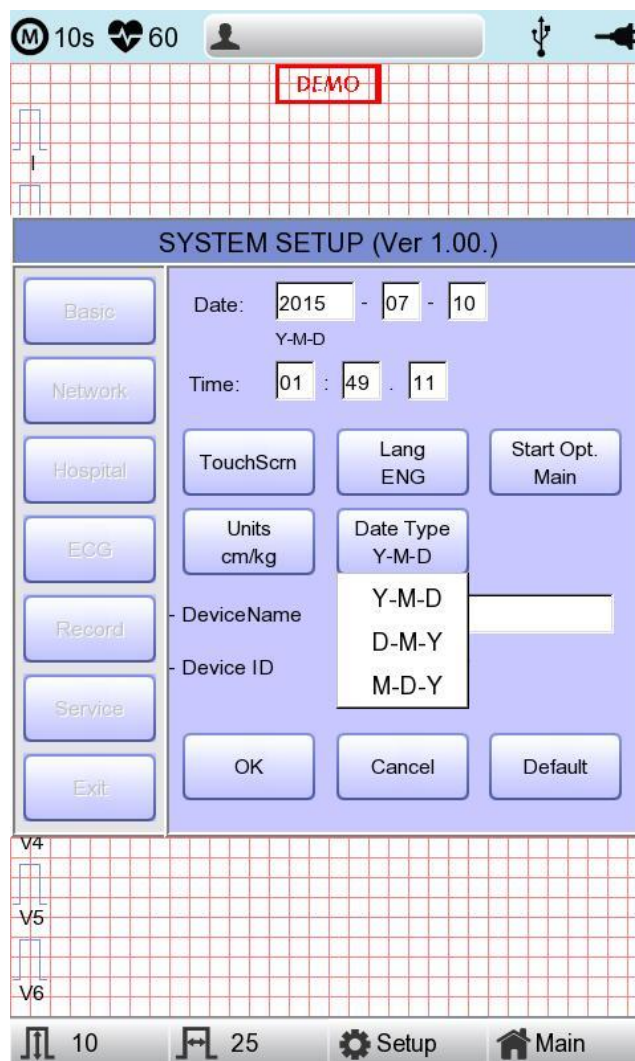 M 10s 60
DEMO
I
SYSTEM SETUP (Ver 1.00.)
Basic
Network
Hospital
ECG
Record
Service
Exit
Date: 2015 - 07 - 10
Y-M-D
Time: 01 : 49 . 11
TouchScrn
Lang
ENG
Start Opt.
Main
Units
cm/kg
Date Type
Y-M-D
Y-M-D
D-M-Y
M-D-Y
- DeviceName
- Device ID
OK
Cancel
Default
V4
V5
V6
10
25
Setup
Main